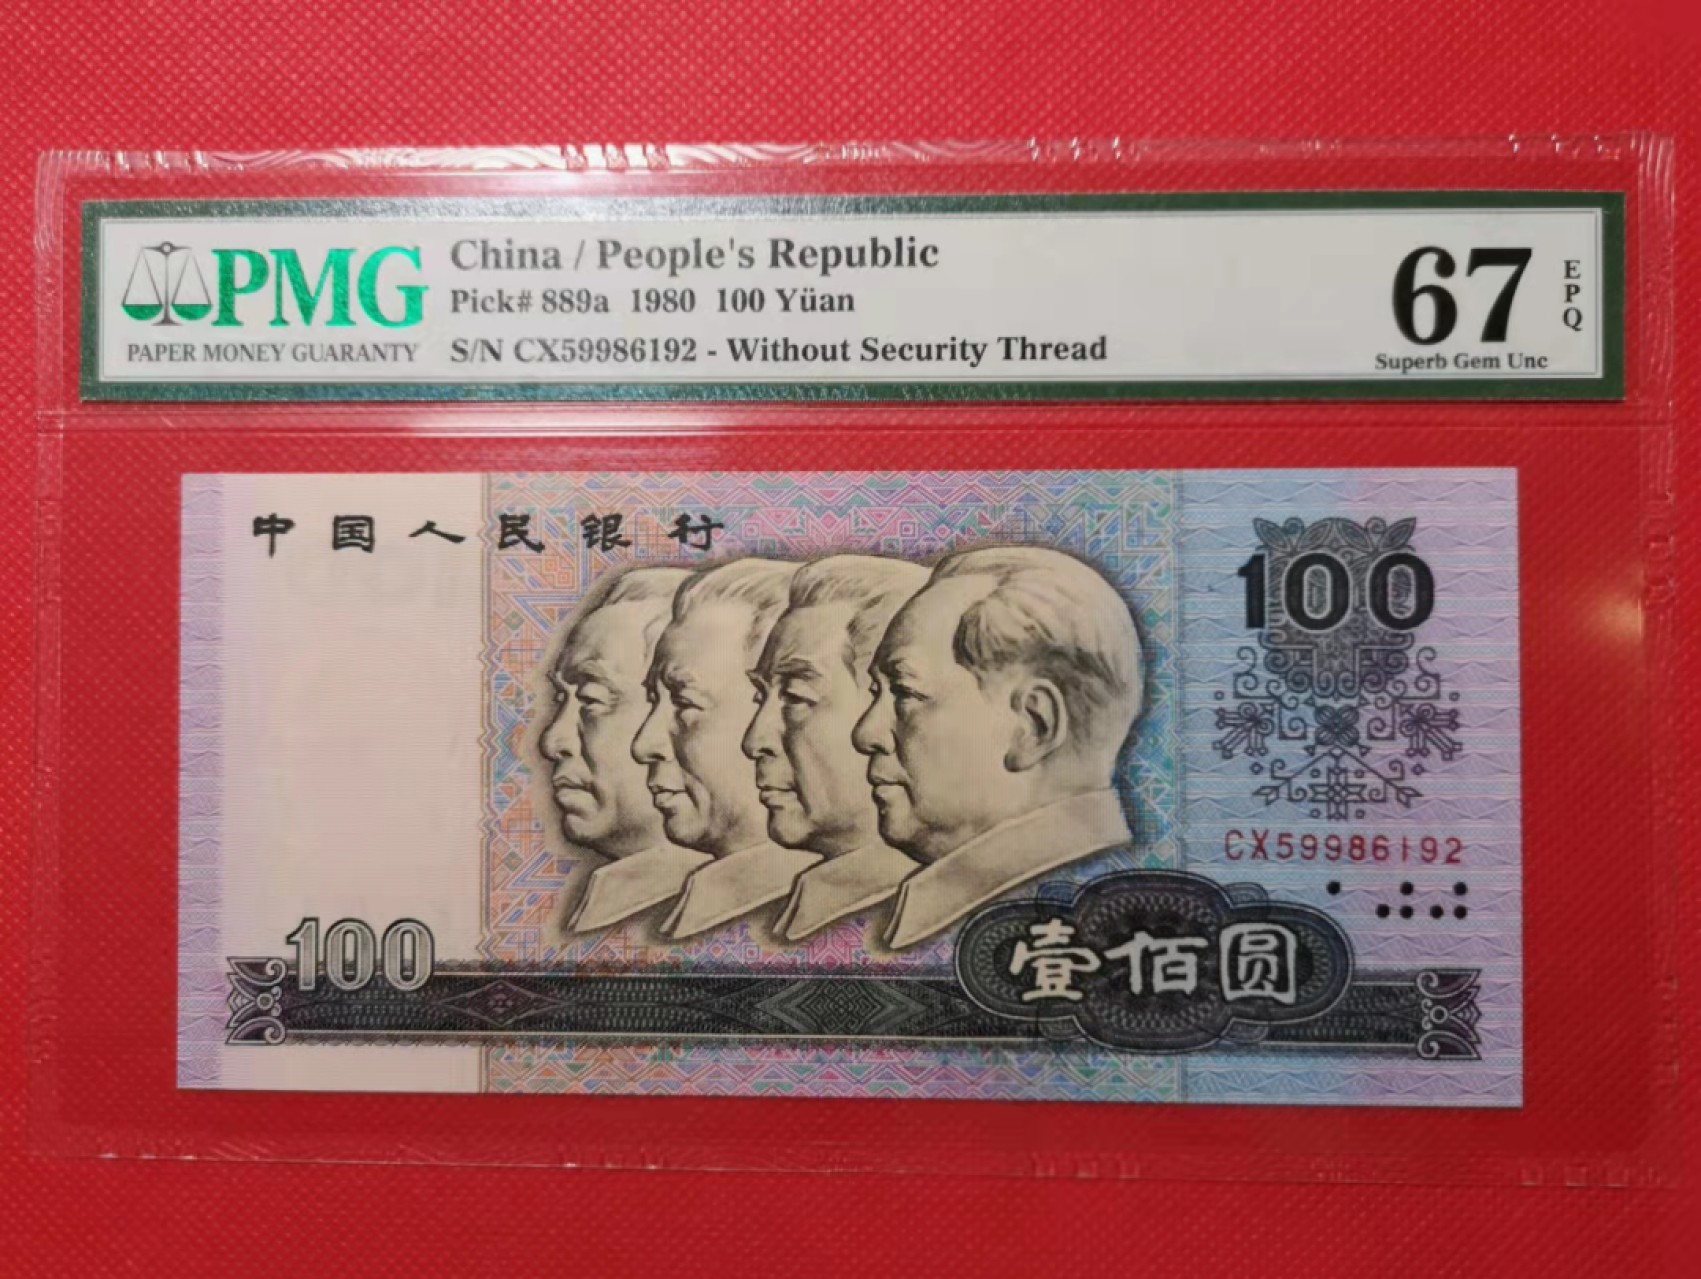 PMG
PAPER MONEY GUARANTY
China / People's Republic
Pick# 889a 1980 100 Yüan
S/N CX59986192 - Without Security Thread
67
EPQ
Superb Gem Unc
中国人民银行
100
CX59986192
100
壹佰圆